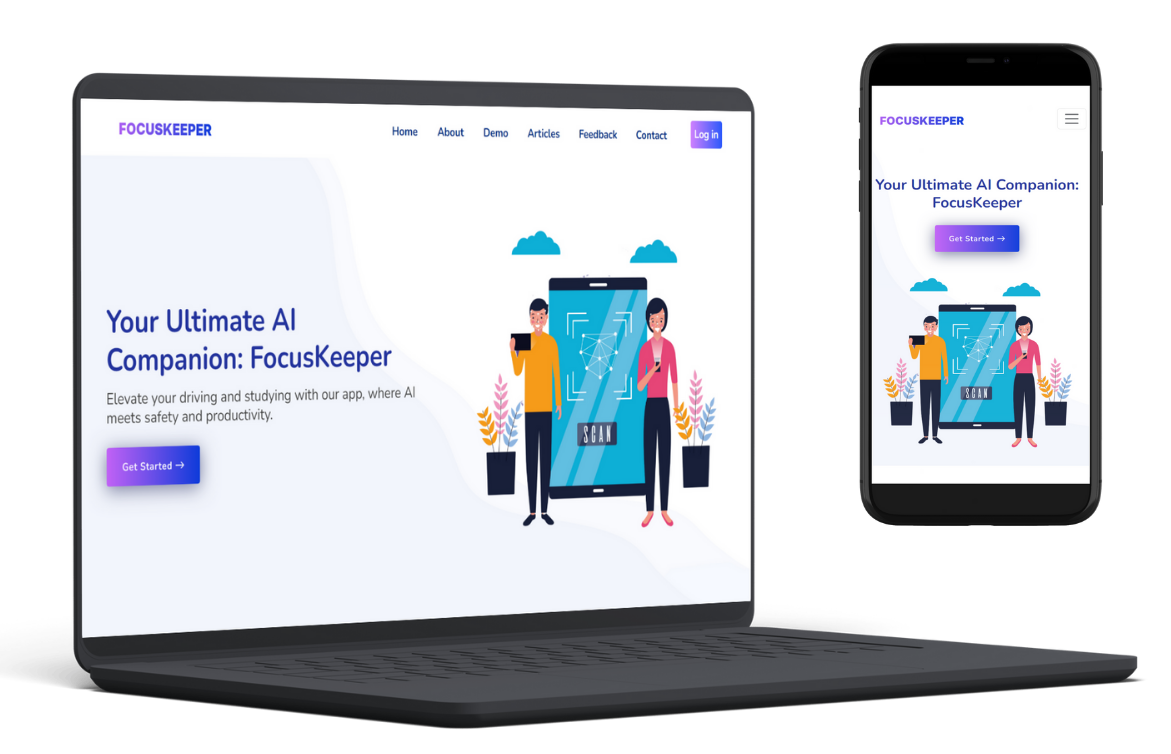 FOCUSKEEPER
Home About Demo Articles Feedback Contact Log in
Your Ultimate AI
Companion: FocusKeeper
Elevate your driving and studying with our app, where AI
meets safety and productivity.
Get Started →
SCAN
FOCUSKEEPER
Your Ultimate AI Companion:
FocusKeeper
Get Started →
SCAN